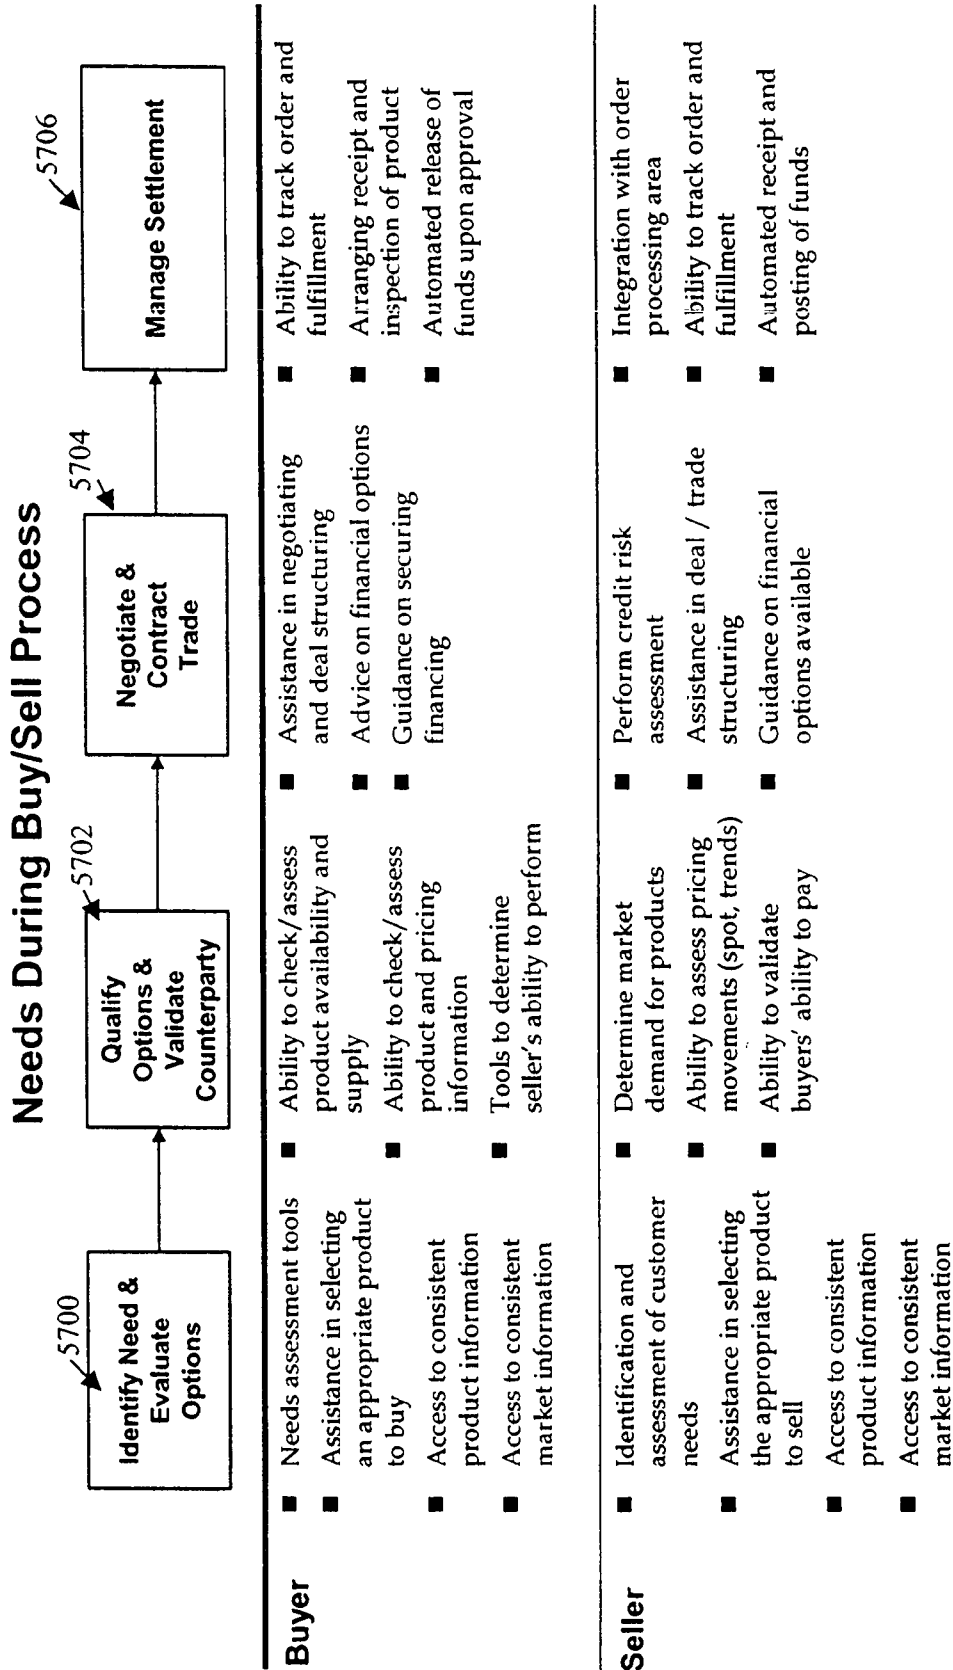 Needs During Buy/Sell Process
5700
Identify Need &
Evaluate
Options
5702
Qualify
Options &
Validate
Counterparty
5704
Negotiate &
Contract
Trade
5706
Manage Settlement
Buyer
■ Needs assessment tools
■ Assistance in selecting
an appropriate product
to buy
■ Access to consistent
product information
■ Access to consistent
market information
■ Ability to check/assess
product availability and
supply
■ Ability to check/assess
product and pricing
information
■ Tools to determine
seller's ability to perform
■ Assistance in negotiating
and deal structuring
■ Advice on financial options
■ Guidance on securing
financing
■ Ability to track order and
fulfillment
■ Arranging receipt and
inspection of product
■ Automated release of
funds upon approval
Seller
■ Identification and
assessment of customer
needs
■ Assistance in selecting
the appropriate product
to sell
■ Access to consistent
product information
■ Access to consistent
market information
■ Determine market
demand for products
■ Ability to assess pricing
movements (spot, trends)
■ Ability to validate
buyers' ability to pay
■ Perform credit risk
assessment
■ Assistance in deal / trade
structuring
■ Guidance on financial
options available
■ Integration with order
processing area
■ Ability to track order and
fulfillment
■ Automated receipt and
posting of funds